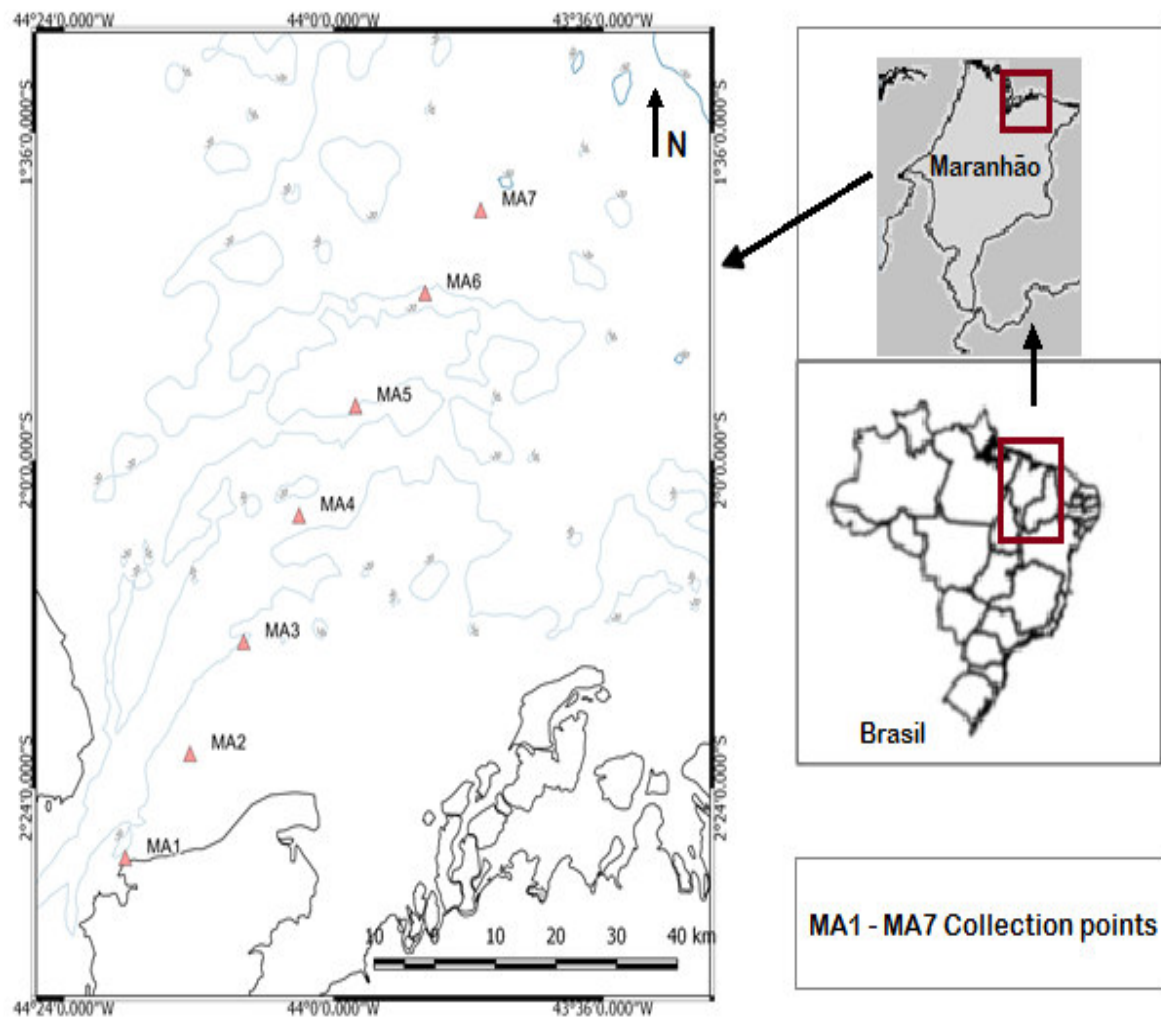 44°24'0.000"W
44°0'0.000"W
43°36'0.000"W
1°36'0.000"S
1°36'0.000"S
N
MA7
MA6
MA5
2°0'0.000"S
2°0'0.000"S
MA4
MA3
MA2
2°24'0.000"S
2°24'0.000"S
MA1
10 0 10 20 30 40 km
44°24'0.000"W
44°0'0.000"W
43°36'0.000"W
Maranhão
Brasil
MA1 - MA7 Collection points